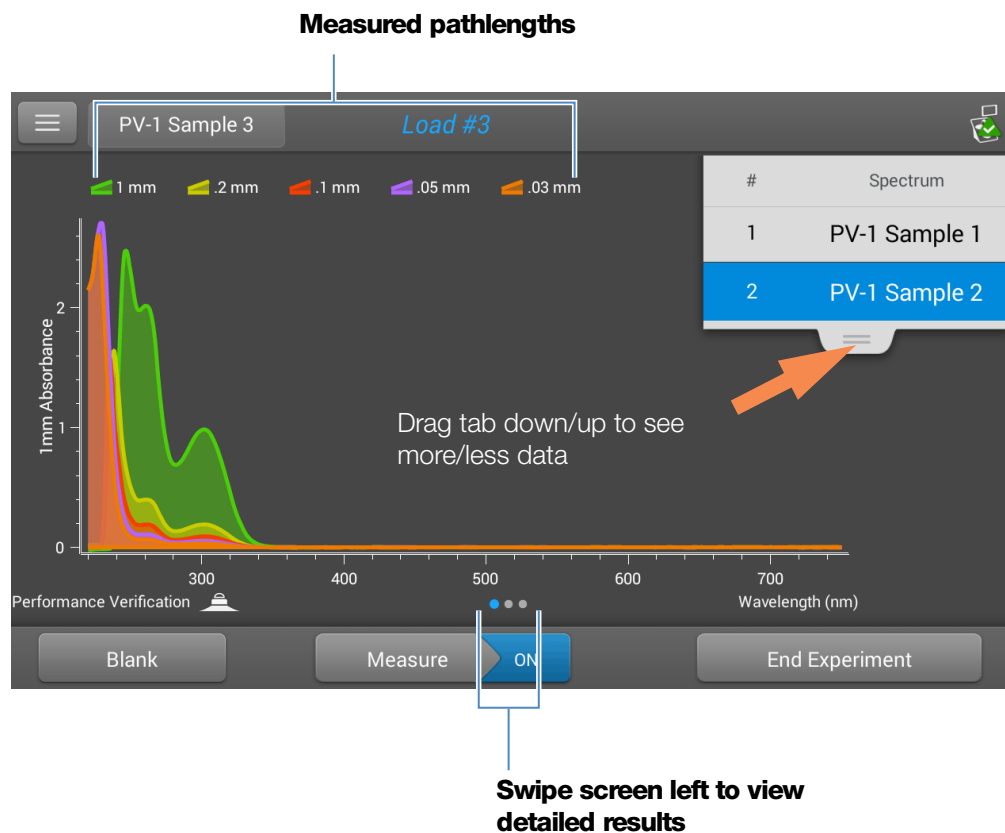 Measured pathlengths
PV-1 Sample 3
Load #3
1 mm
.2 mm
.1 mm
.05 mm
.03 mm
# Spectrum
1 PV-1 Sample 1
2 PV-1 Sample 2
Drag tab down/up to see
more/less data
1mm Absorbance
2
1
0
300 400 500 600 700
Performance Verification
Wavelength (nm)
Blank
Measure
ON
End Experiment
Swipe screen left to view
detailed results